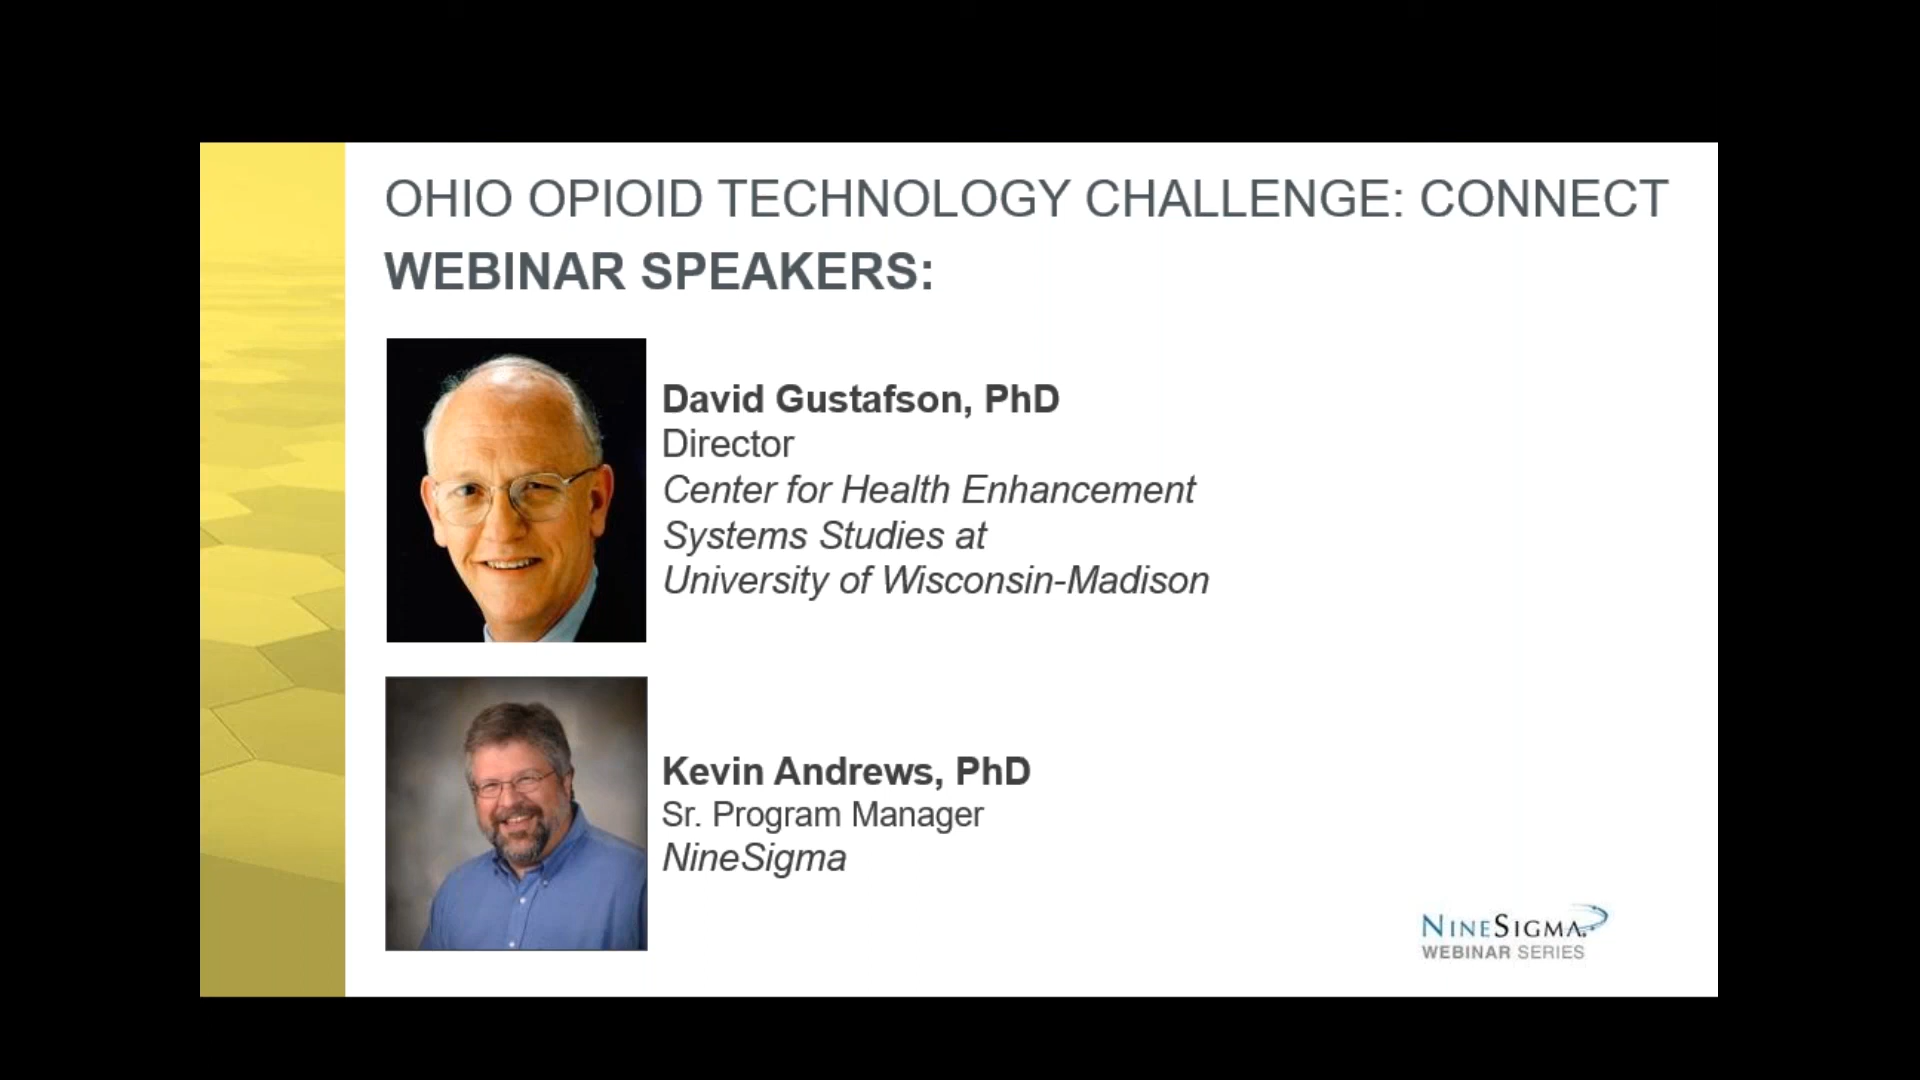 OHIO OPIOID TECHNOLOGY CHALLENGE: CONNECT
WEBINAR SPEAKERS:
David Gustafson, PhD
Director
Center for Health Enhancement
Systems Studies at
University of Wisconsin-Madison
Kevin Andrews, PhD
Sr. Program Manager
NineSigma
NINESIGMA®
WEBINAR SERIES